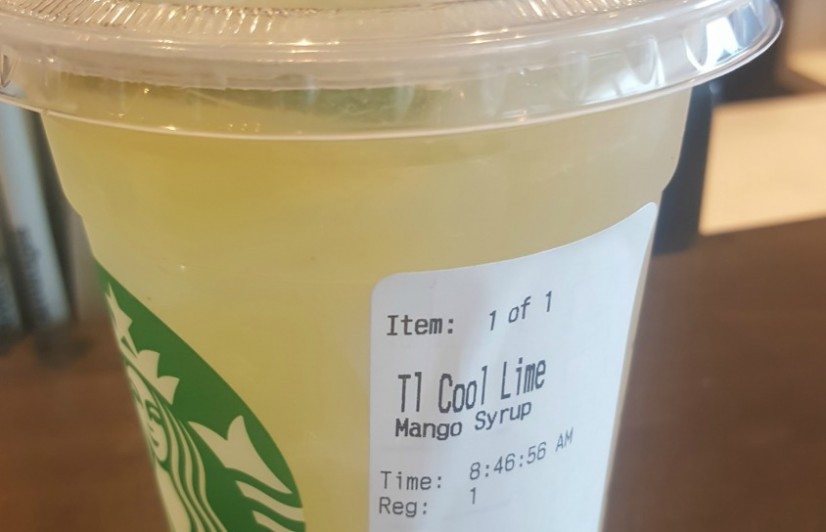 Item: 1 of 1
Tl Cool Lime
Mango Syrup
Time: 8:46:56 AM
Reg: 1